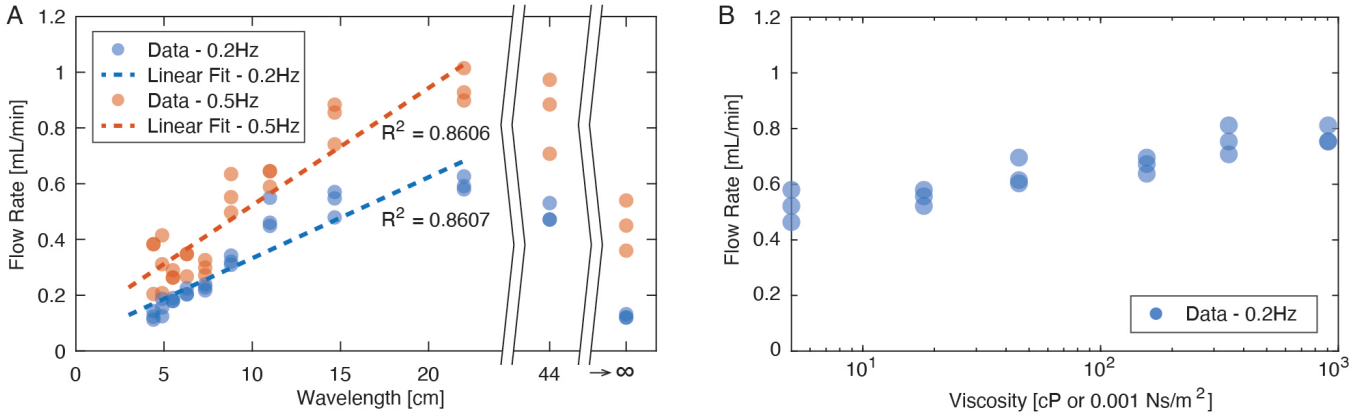 A
Flow Rate [mL/min]
1.2
1
0.8
0.6
0.4
0.2
0
Data - 0.2Hz
Linear Fit - 0.2Hz
Data - 0.5Hz
Linear Fit - 0.5Hz
R² = 0.8606
R² = 0.8607
0 5 10 15 20 44 → ∞
Wavelength [cm]
B
Flow Rate [mL/min]
1.2
1
0.8
0.6
0.4
0.2
0
Data - 0.2Hz
10¹ 10² 10³
Viscosity [cP or 0.001 Ns/m²]